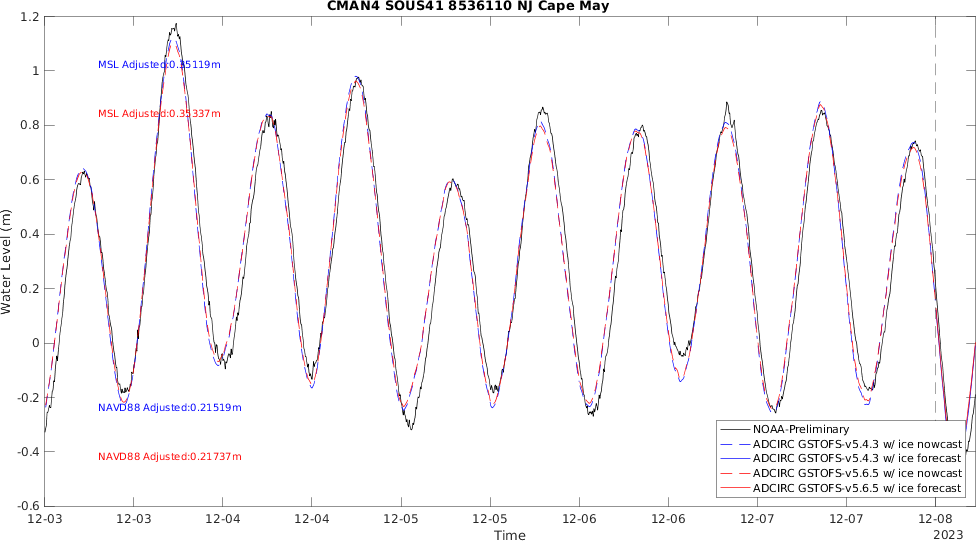 CMAN4 SOUS41 8536110 NJ Cape May
1.2
1
0.8
0.6
0.4
0.2
0
-0.2
-0.4
-0.6
Water Level (m)
MSL Adjusted:0.35119m
MSL Adjusted:0.35337m
NAVD88 Adjusted:0.21519m
NAVD88 Adjusted:0.21737m
NOAA-Preliminary
ADCIRC GSTOFS-v5.4.3 w/ ice nowcast
ADCIRC GSTOFS-v5.4.3 w/ ice forecast
ADCIRC GSTOFS-v5.6.5 w/ ice nowcast
ADCIRC GSTOFS-v5.6.5 w/ ice forecast
12-03 12-03 12-04 12-04 12-05 12-05 12-06 12-06 12-07 12-07 12-08
2023
Time